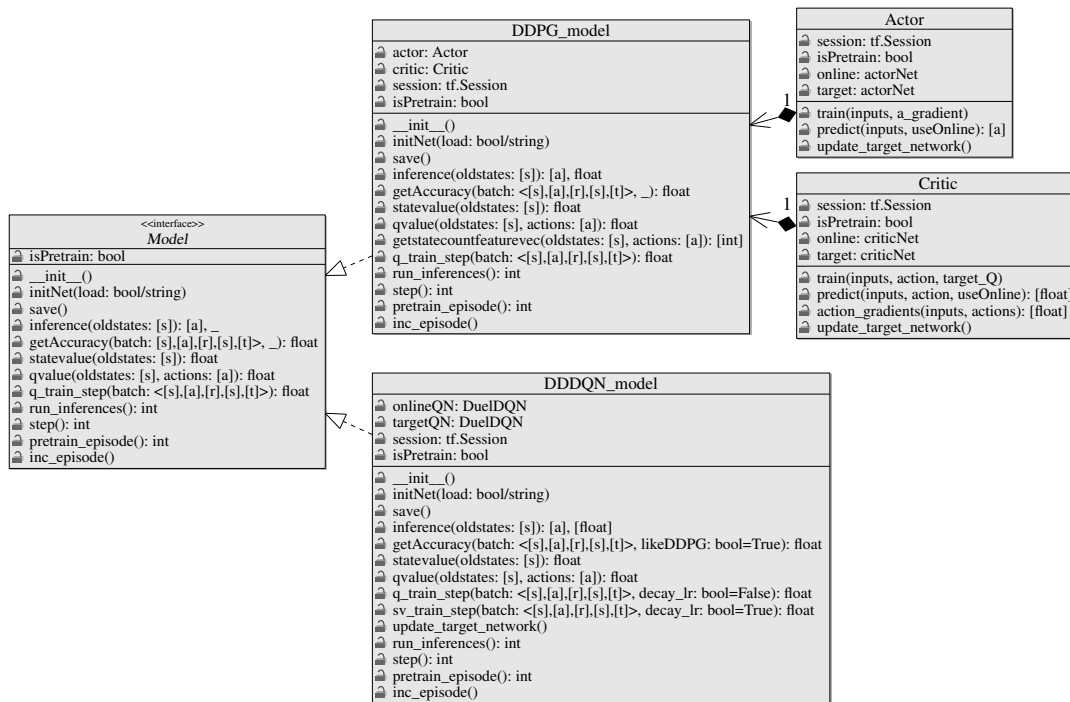 <<interface>>
Model
isPretrain: bool
__init__()
initNet(load: bool/string)
save()
inference(oldstates: [s]): [a], _
getAccuracy(batch: [s],[a],[r],[s],[t]>, _): float
statevalue(oldstates: [s]): float
qvalue(oldstates: [s], actions: [a]): float
q_train_step(batch: <[s],[a],[r],[s],[t]>): float
run_inferences(): int
step(): int
pretrain_episode(): int
inc_episode()
DDPG_model
actor: Actor
critic: Critic
session: tf.Session
isPretrain: bool
__init__()
initNet(load: bool/string)
save()
inference(oldstates: [s]): [a], float
getAccuracy(batch: <[s],[a],[r],[s],[t]>, _): float
statevalue(oldstates: [s]): float
qvalue(oldstates: [s], actions: [a]): float
getstatecountfeaturevec(oldstates: [s], actions: [a]): [int]
q_train_step(batch: <[s],[a],[r],[s],[t]>): float
run_inferences(): int
step(): int
pretrain_episode(): int
inc_episode()
DDDQN_model
onlineQN: DuelDQN
targetQN: DuelDQN
session: tf.Session
isPretrain: bool
__init__()
initNet(load: bool/string)
save()
inference(oldstates: [s]): [a], [float]
getAccuracy(batch: <[s],[a],[r],[s],[t]>, likeDDPG: bool=True): float
statevalue(oldstates: [s]): float
qvalue(oldstates: [s], actions: [a]): float
q_train_step(batch: <[s],[a],[r],[s],[t]>, decay_lr: bool=False): float
sv_train_step(batch: <[s],[a],[r],[s],[t]>, decay_lr: bool=True): float
update_target_network()
run_inferences(): int
step(): int
pretrain_episode(): int
inc_episode()
1
Actor
session: tf.Session
isPretrain: bool
online: actorNet
target: actorNet
train(inputs, a_gradient)
predict(inputs, useOnline): [a]
update_target_network()
1
Critic
session: tf.Session
isPretrain: bool
online: criticNet
target: criticNet
train(inputs, action, target_Q)
predict(inputs, action, useOnline): [float]
action_gradients(inputs, actions): [float]
update_target_network()